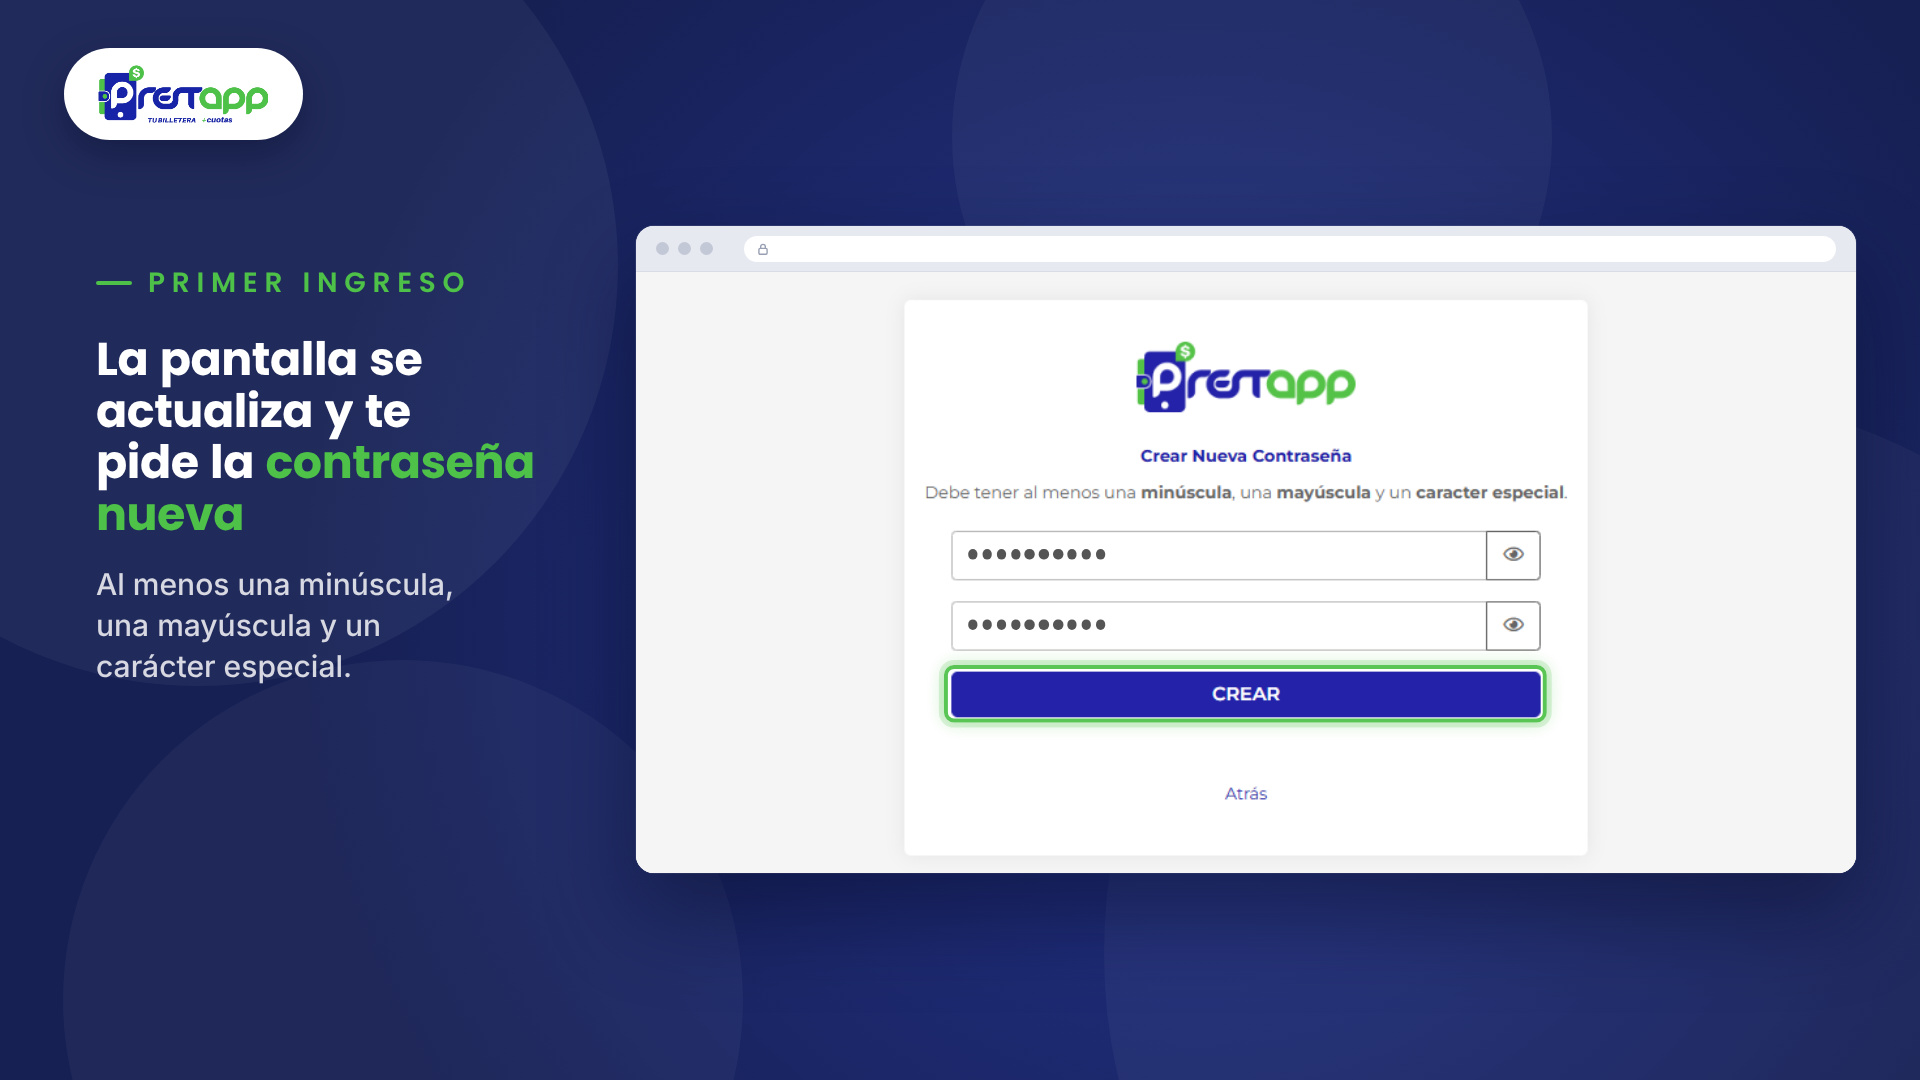 $
Prestapp
TU BILLETERA +cuotas
PRIMER INGRESO
La pantalla se
actualiza y te
pide la contraseña
nueva
Al menos una minúscula,
una mayúscula y un
carácter especial.
$
Prestapp
Crear Nueva Contraseña
Debe tener al menos una minúscula, una mayúscula y un caracter especial.
●●●●●●●●●●
●●●●●●●●●●
CREAR
Atrás